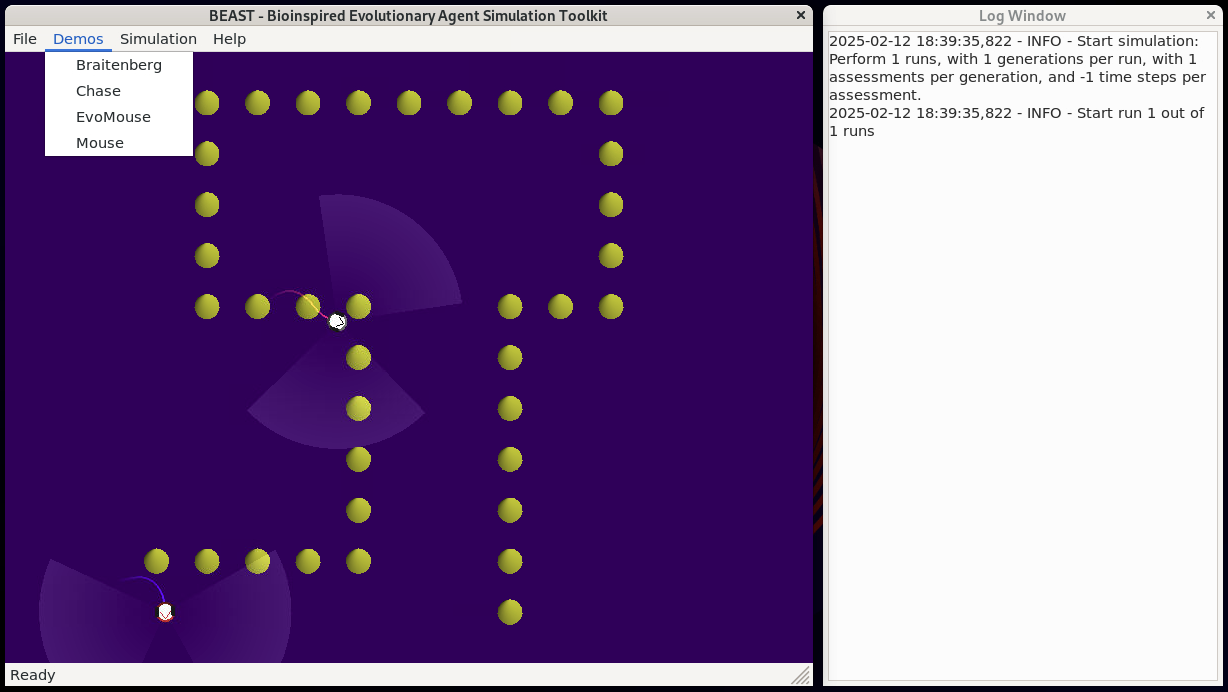 BEAST - Bioinspired Evolutionary Agent Simulation Toolkit
File Demos Simulation Help
Braitenberg
Chase
EvoMouse
Mouse
Ready
Log Window
2025-02-12 18:39:35,822 - INFO - Start simulation:
Perform 1 runs, with 1 generations per run, with 1
assessments per generation, and -1 time steps per
assessment.
2025-02-12 18:39:35,822 - INFO - Start run 1 out of
1 runs